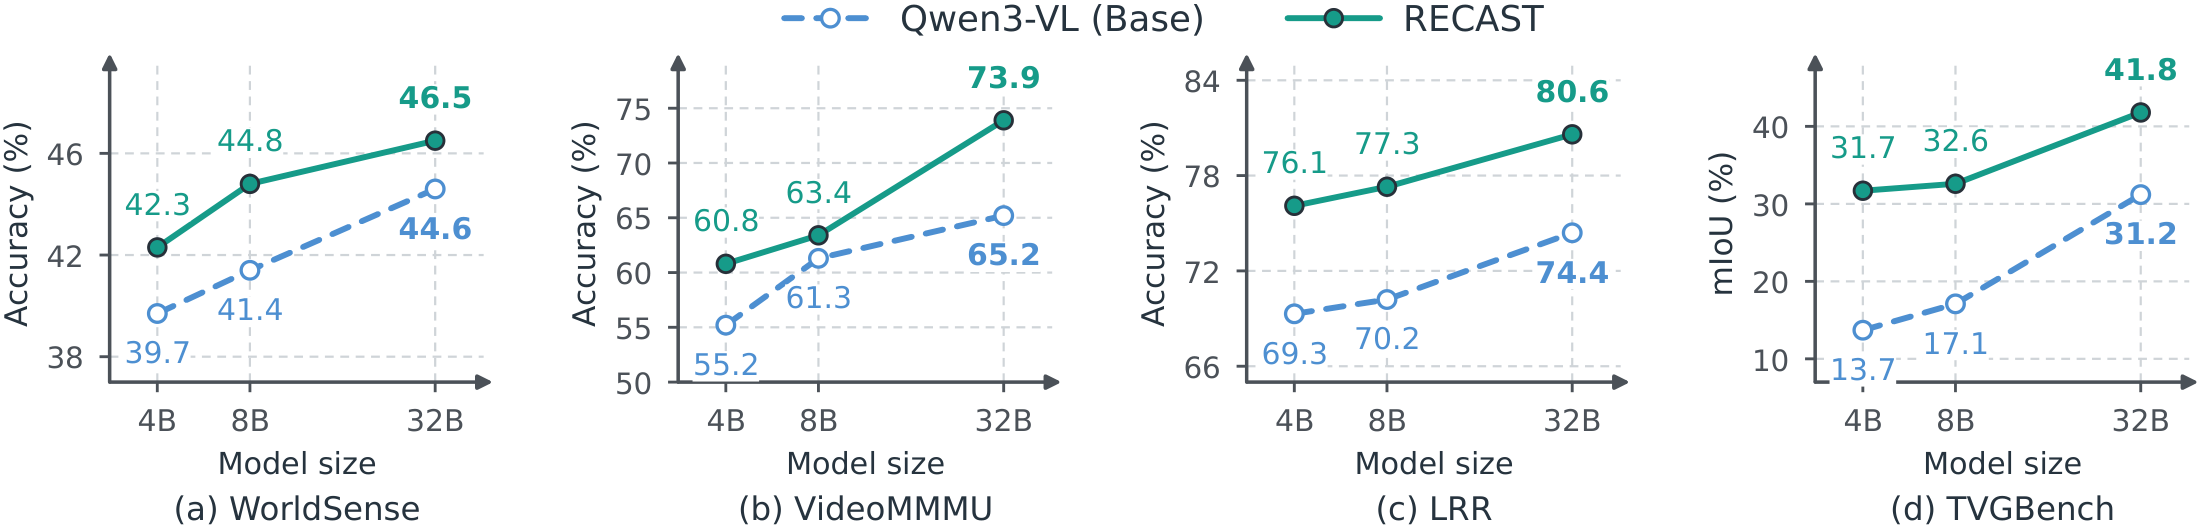 Qwen3-VL (Base) RECAST
Accuracy (%)
46
42
38
42.3
44.8
46.5
39.7
41.4
44.6
4B 8B 32B
Model size
(a) WorldSense
Accuracy (%)
75
70
65
60
55
50
60.8
63.4
73.9
55.2
61.3
65.2
4B 8B 32B
Model size
(b) VideoMMMU
Accuracy (%)
84
78
72
66
76.1
77.3
80.6
69.3
70.2
74.4
4B 8B 32B
Model size
(c) LRR
mIoU (%)
40
30
20
10
31.7
32.6
41.8
13.7
17.1
31.2
4B 8B 32B
Model size
(d) TVGBench